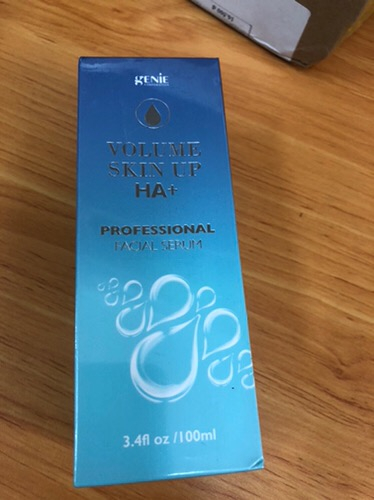 genie
VOLUME
SKIN UP
HA+
PROFESSIONAL
FACIAL SERUM
3.4fl oz /100ml